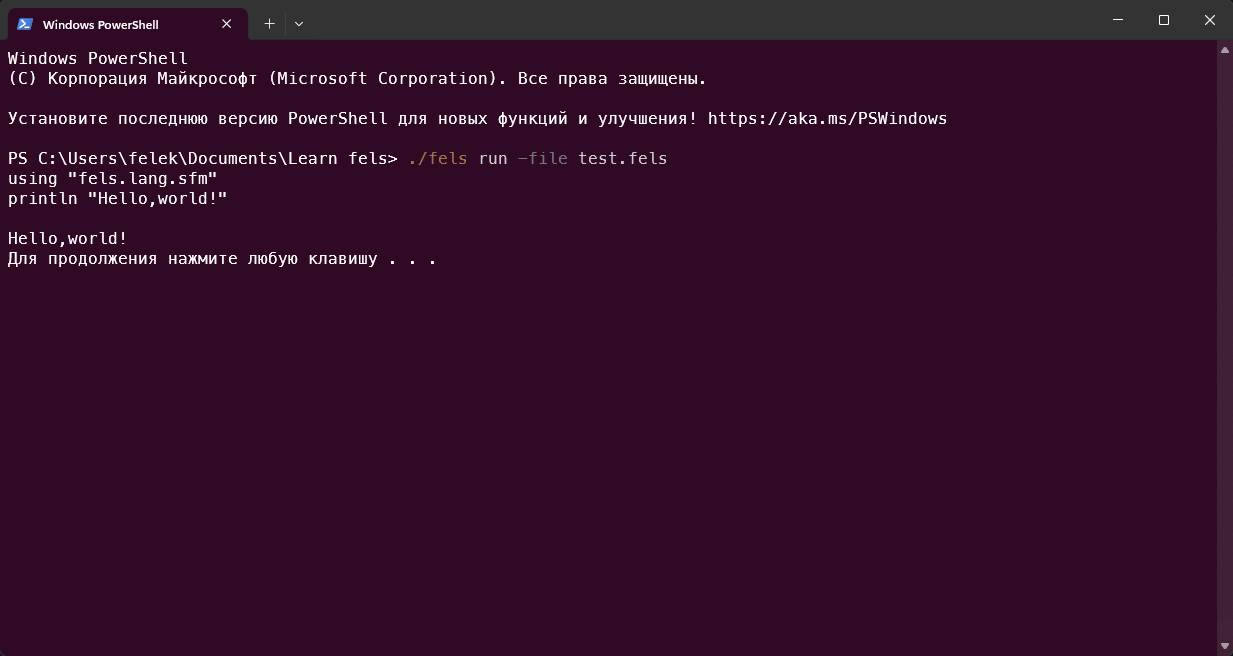 Windows PowerShell
Windows PowerShell
(C) Корпорация Майкрософт (Microsoft Corporation). Все права защищены.
Установите последнюю версию PowerShell для новых функций и улучшения! https://aka.ms/PSWindows
PS C:\Users\felek\Documents\Learn fels> ./fels run -file test.fels
using "fels.lang.sfm"
println "Hello,world!"
Hello,world!
Для продолжения нажмите любую клавишу . . .